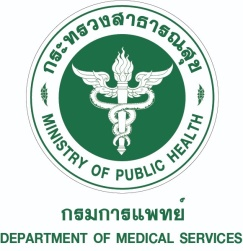 กระทรวงสาธารณสุข
MINISTRY OF PUBLIC HEALTH
กรมการแพทย์
DEPARTMENT OF MEDICAL SERVICES